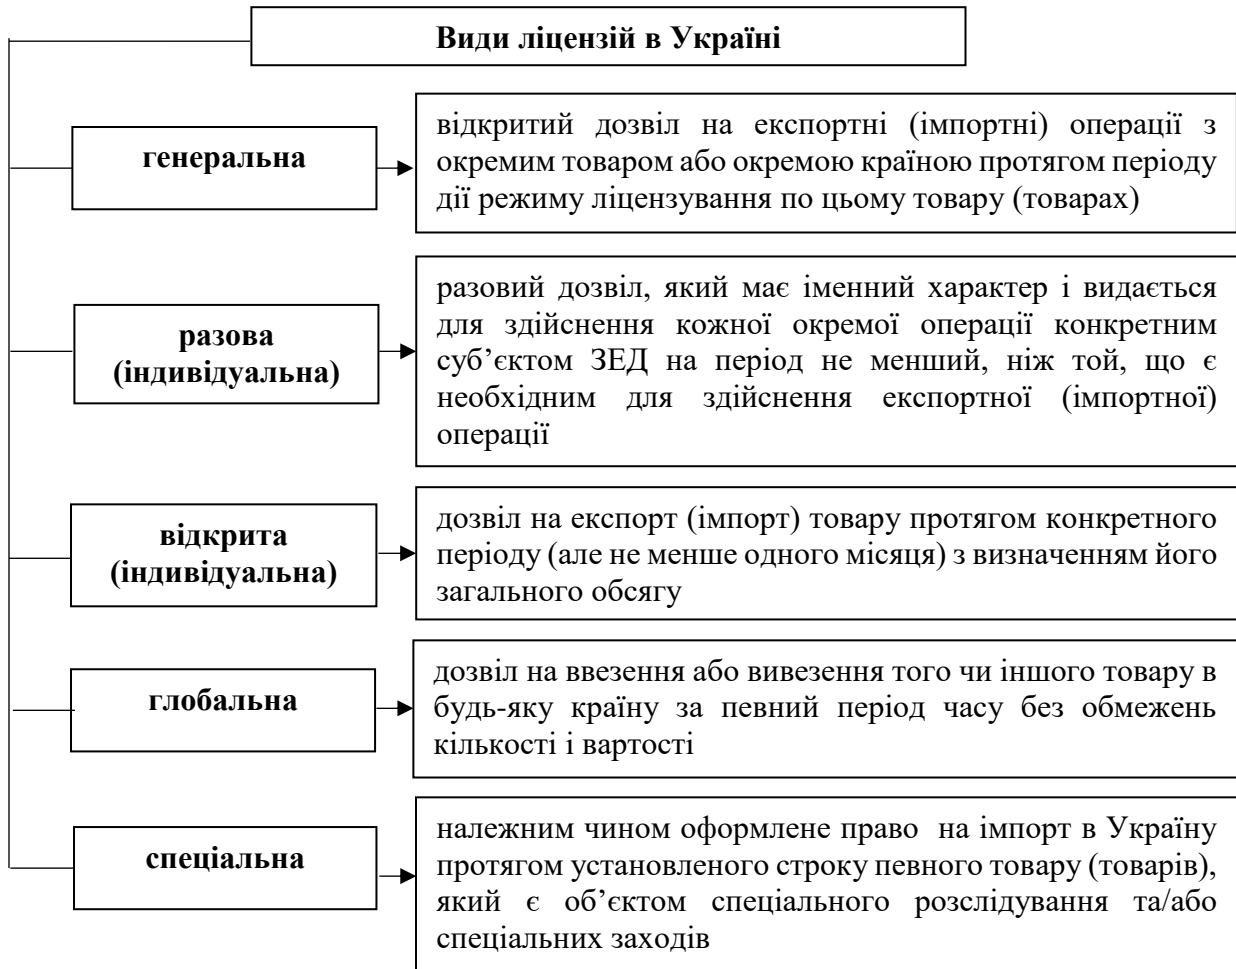 Види ліцензій в Україні
генеральна
відкритий дозвіл на експортні (імпортні) операції з
окремим товаром або окремою країною протягом періоду
дії режиму ліцензування по цьому товару (товарах)
разова
(індивідуальна)
разовий дозвіл, який має іменний характер і видається
для здійснення кожної окремої операції конкретним
суб’єктом ЗЕД на період не менший, ніж той, що є
необхідним для здійснення експортної (імпортної)
операції
відкрита
(індивідуальна)
дозвіл на експорт (імпорт) товару протягом конкретного
періоду (але не менше одного місяця) з визначенням його
загального обсягу
глобальна
дозвіл на ввезення або вивезення того чи іншого товару в
будь-яку країну за певний період часу без обмежень
кількості і вартості
спеціальна
належним чином оформлене право на імпорт в Україну
протягом установленого строку певного товару (товарів),
який є об’єктом спеціального розслідування та/або
спеціальних заходів